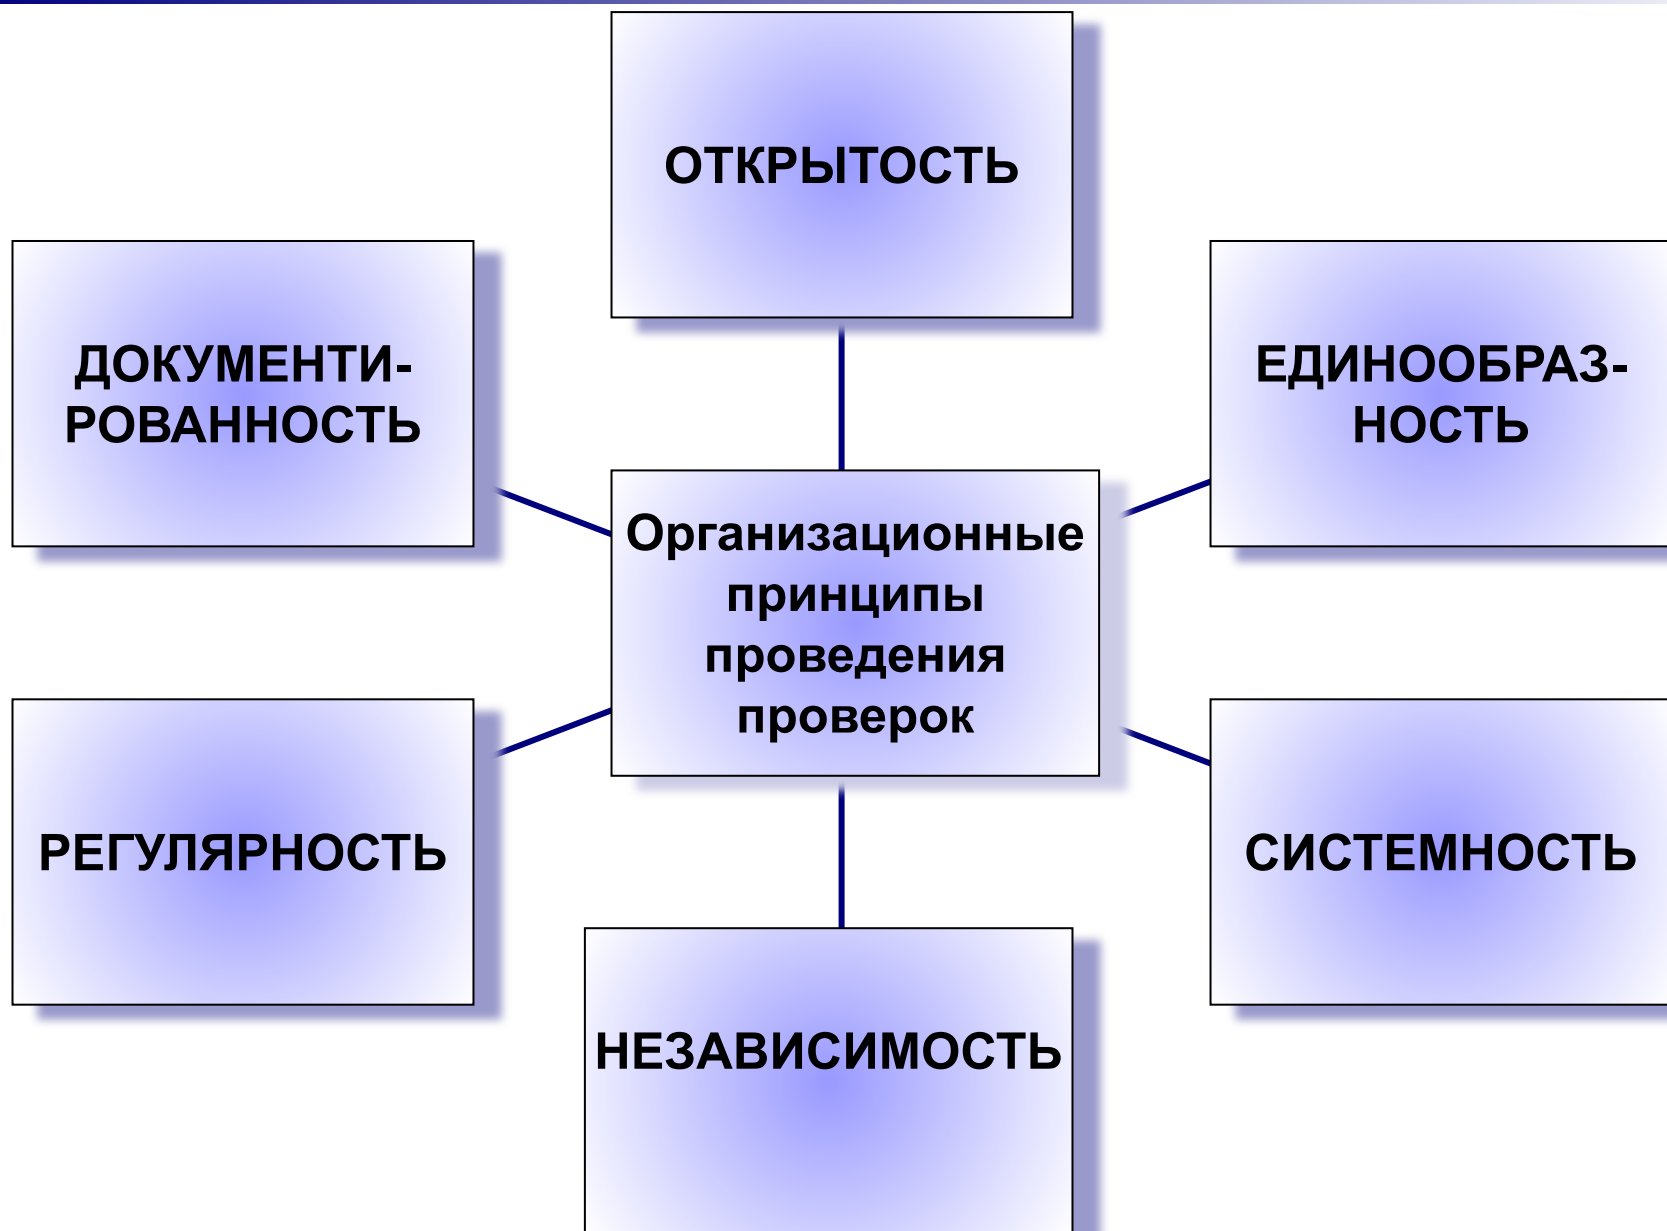 ОТКРЫТОСТЬ
ДОКУМЕНТИ-
РОВАННОСТЬ
ЕДИНООБРАЗ-
НОСТЬ
Организационные
принципы
проведения
проверок
РЕГУЛЯРНОСТЬ
СИСТЕМНОСТЬ
НЕЗАВИСИМОСТЬ